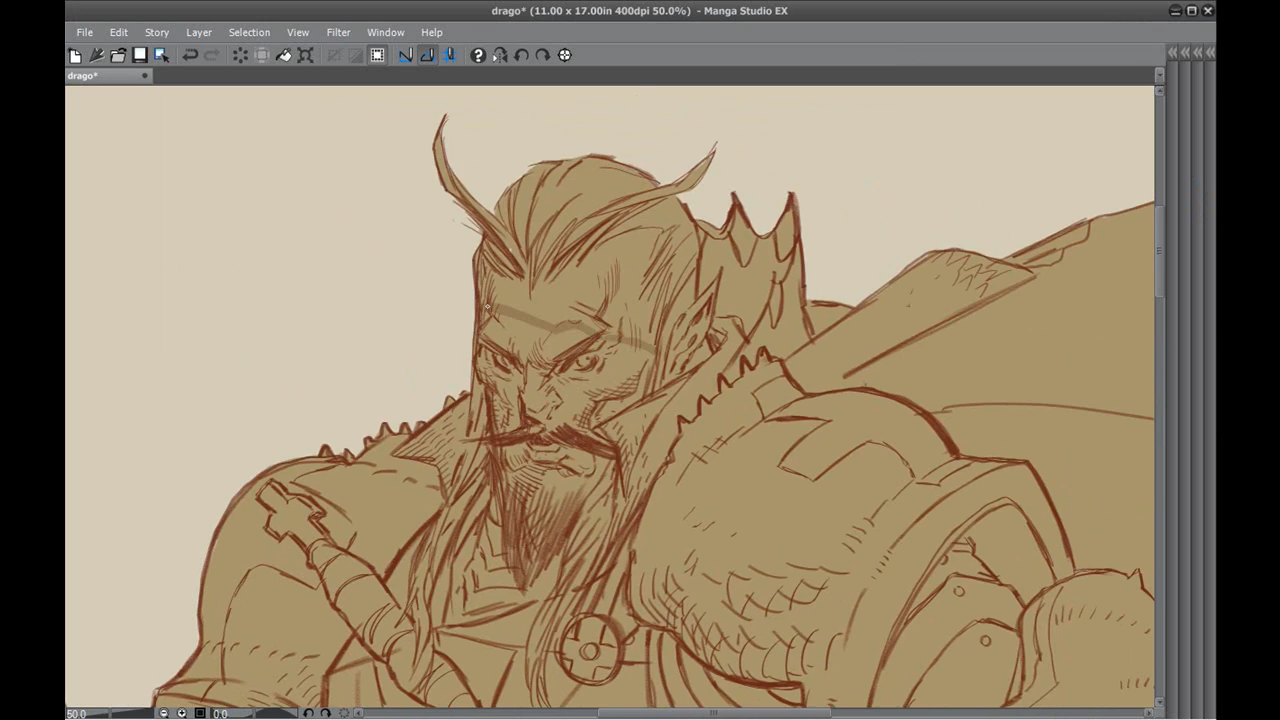 drago* (11.00 x 17.00in 400dpi 50.0%) - Manga Studio EX
File Edit Story Layer Selection View Filter Window Help
drago*
50.0 0.0